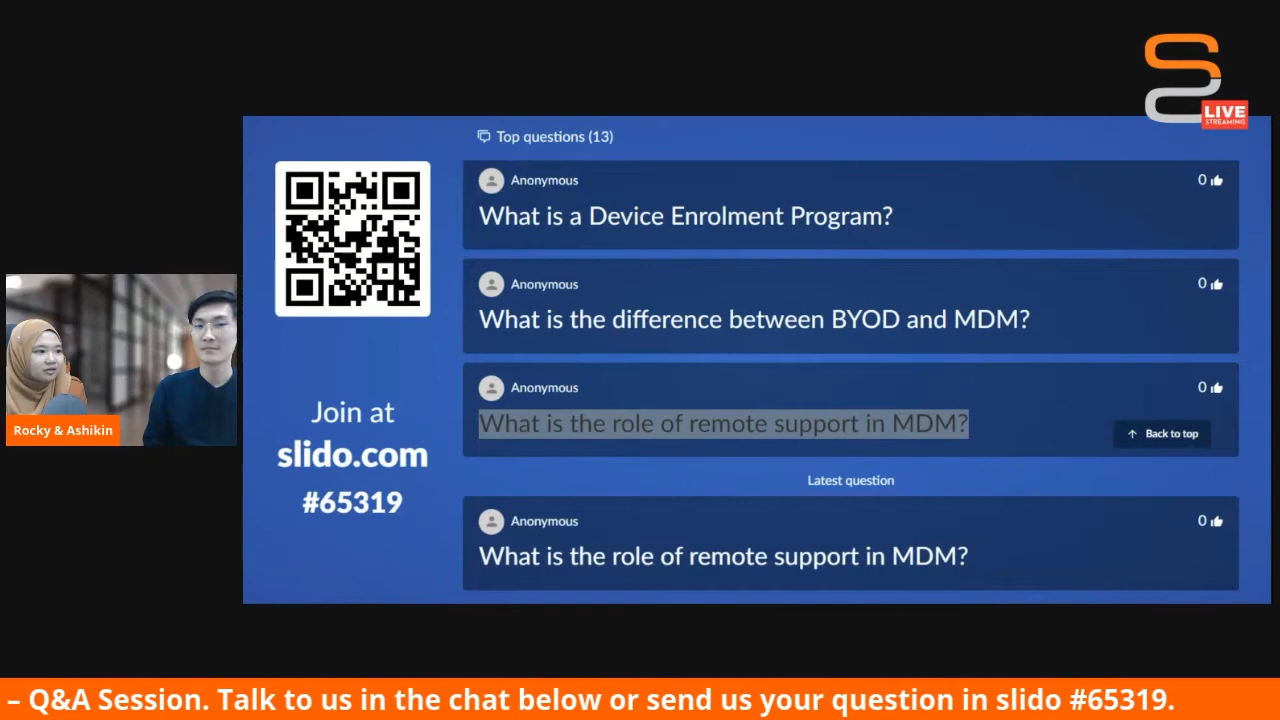 LIVE
STREAMING
Top questions (13)
Anonymous
0
What is a Device Enrolment Program?
Anonymous
0
What is the difference between BYOD and MDM?
Anonymous
0
What is the role of remote support in MDM?
Back to top
Latest question
Anonymous
0
What is the role of remote support in MDM?
Join at
slido.com
#65319
Rocky & Ashikin
– Q&A Session. Talk to us in the chat below or send us your question in slido #65319.